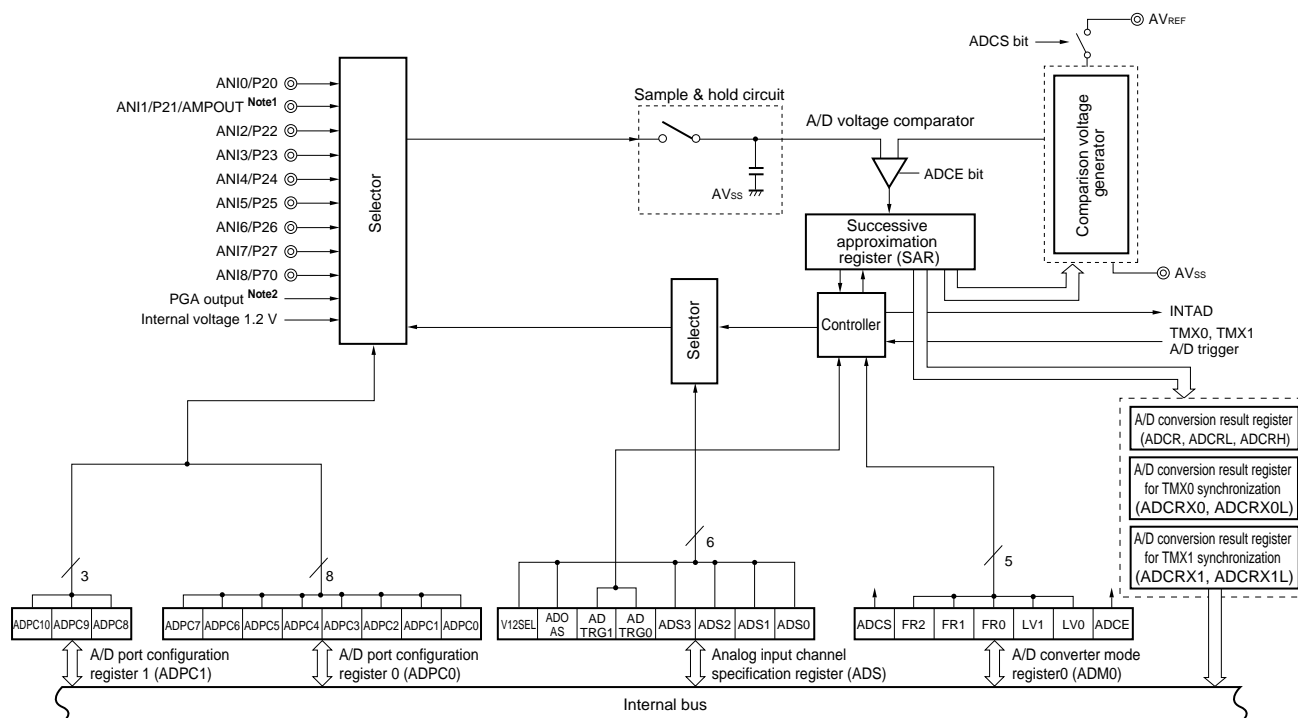 AVREF
ADCS bit
ANI0/P20
ANI1/P21/AMPOUT Note1
ANI2/P22
ANI3/P23
ANI4/P24
ANI5/P25
ANI6/P26
ANI7/P27
ANI8/P70
PGA output Note2
Internal voltage 1.2 V
Selector
Sample & hold circuit
AVSS
A/D voltage comparator
ADCE bit
Comparison voltage
generator
AVSS
Successive
approximation
register (SAR)
Selector
Controller
INTAD
TMX0, TMX1
A/D trigger
A/D conversion result register
(ADCR, ADCRL, ADCRH)
A/D conversion result register
for TMX0 synchronization
(ADCRX0, ADCRX0L)
A/D conversion result register
for TMX1 synchronization
(ADCRX1, ADCRX1L)
3
8
6
5
ADPC10 ADPC9 ADPC8
ADPC7 ADPC6 ADPC5 ADPC4 ADPC3 ADPC2 ADPC1 ADPC0
V12SEL ADO AS AD TRG1 AD TRG0 ADS3 ADS2 ADS1 ADS0
ADCS FR2 FR1 FR0 LV1 LV0 ADCE
A/D port configuration
register 1 (ADPC1)
A/D port configuration
register 0 (ADPC0)
Analog input channel
specification register (ADS)
A/D converter mode
register0 (ADM0)
Internal bus